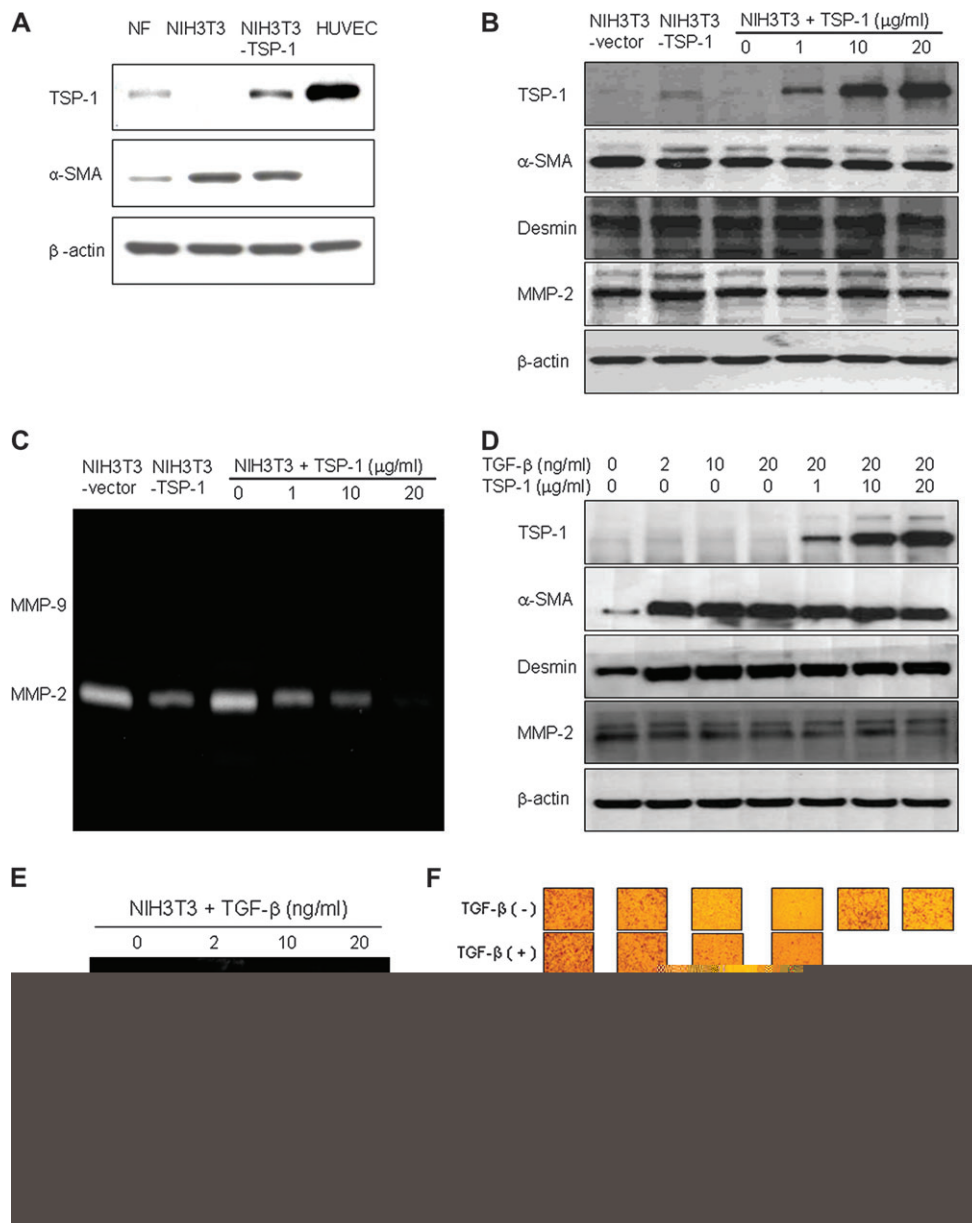 A
NF NIH3T3 NIH3T3 -TSP-1 HUVEC
TSP-1
α-SMA
β-actin
B
NIH3T3 -vector NIH3T3 -TSP-1 NIH3T3 + TSP-1 (μg/ml)
0 1 10 20
TSP-1
α-SMA
Desmin
MMP-2
β-actin
C
NIH3T3 -vector NIH3T3 -TSP-1 NIH3T3 + TSP-1 (μg/ml)
0 1 10 20
MMP-9
MMP-2
D
TGF-β (ng/ml) 0 2 10 20 20 20 20
TSP-1 (μg/ml) 0 0 0 0 1 10 20
TSP-1
α-SMA
Desmin
MMP-2
β-actin
E
NIH3T3 + TGF-β (ng/ml)
0 2 10 20
F
TGF-β (-)
TGF-β (+)